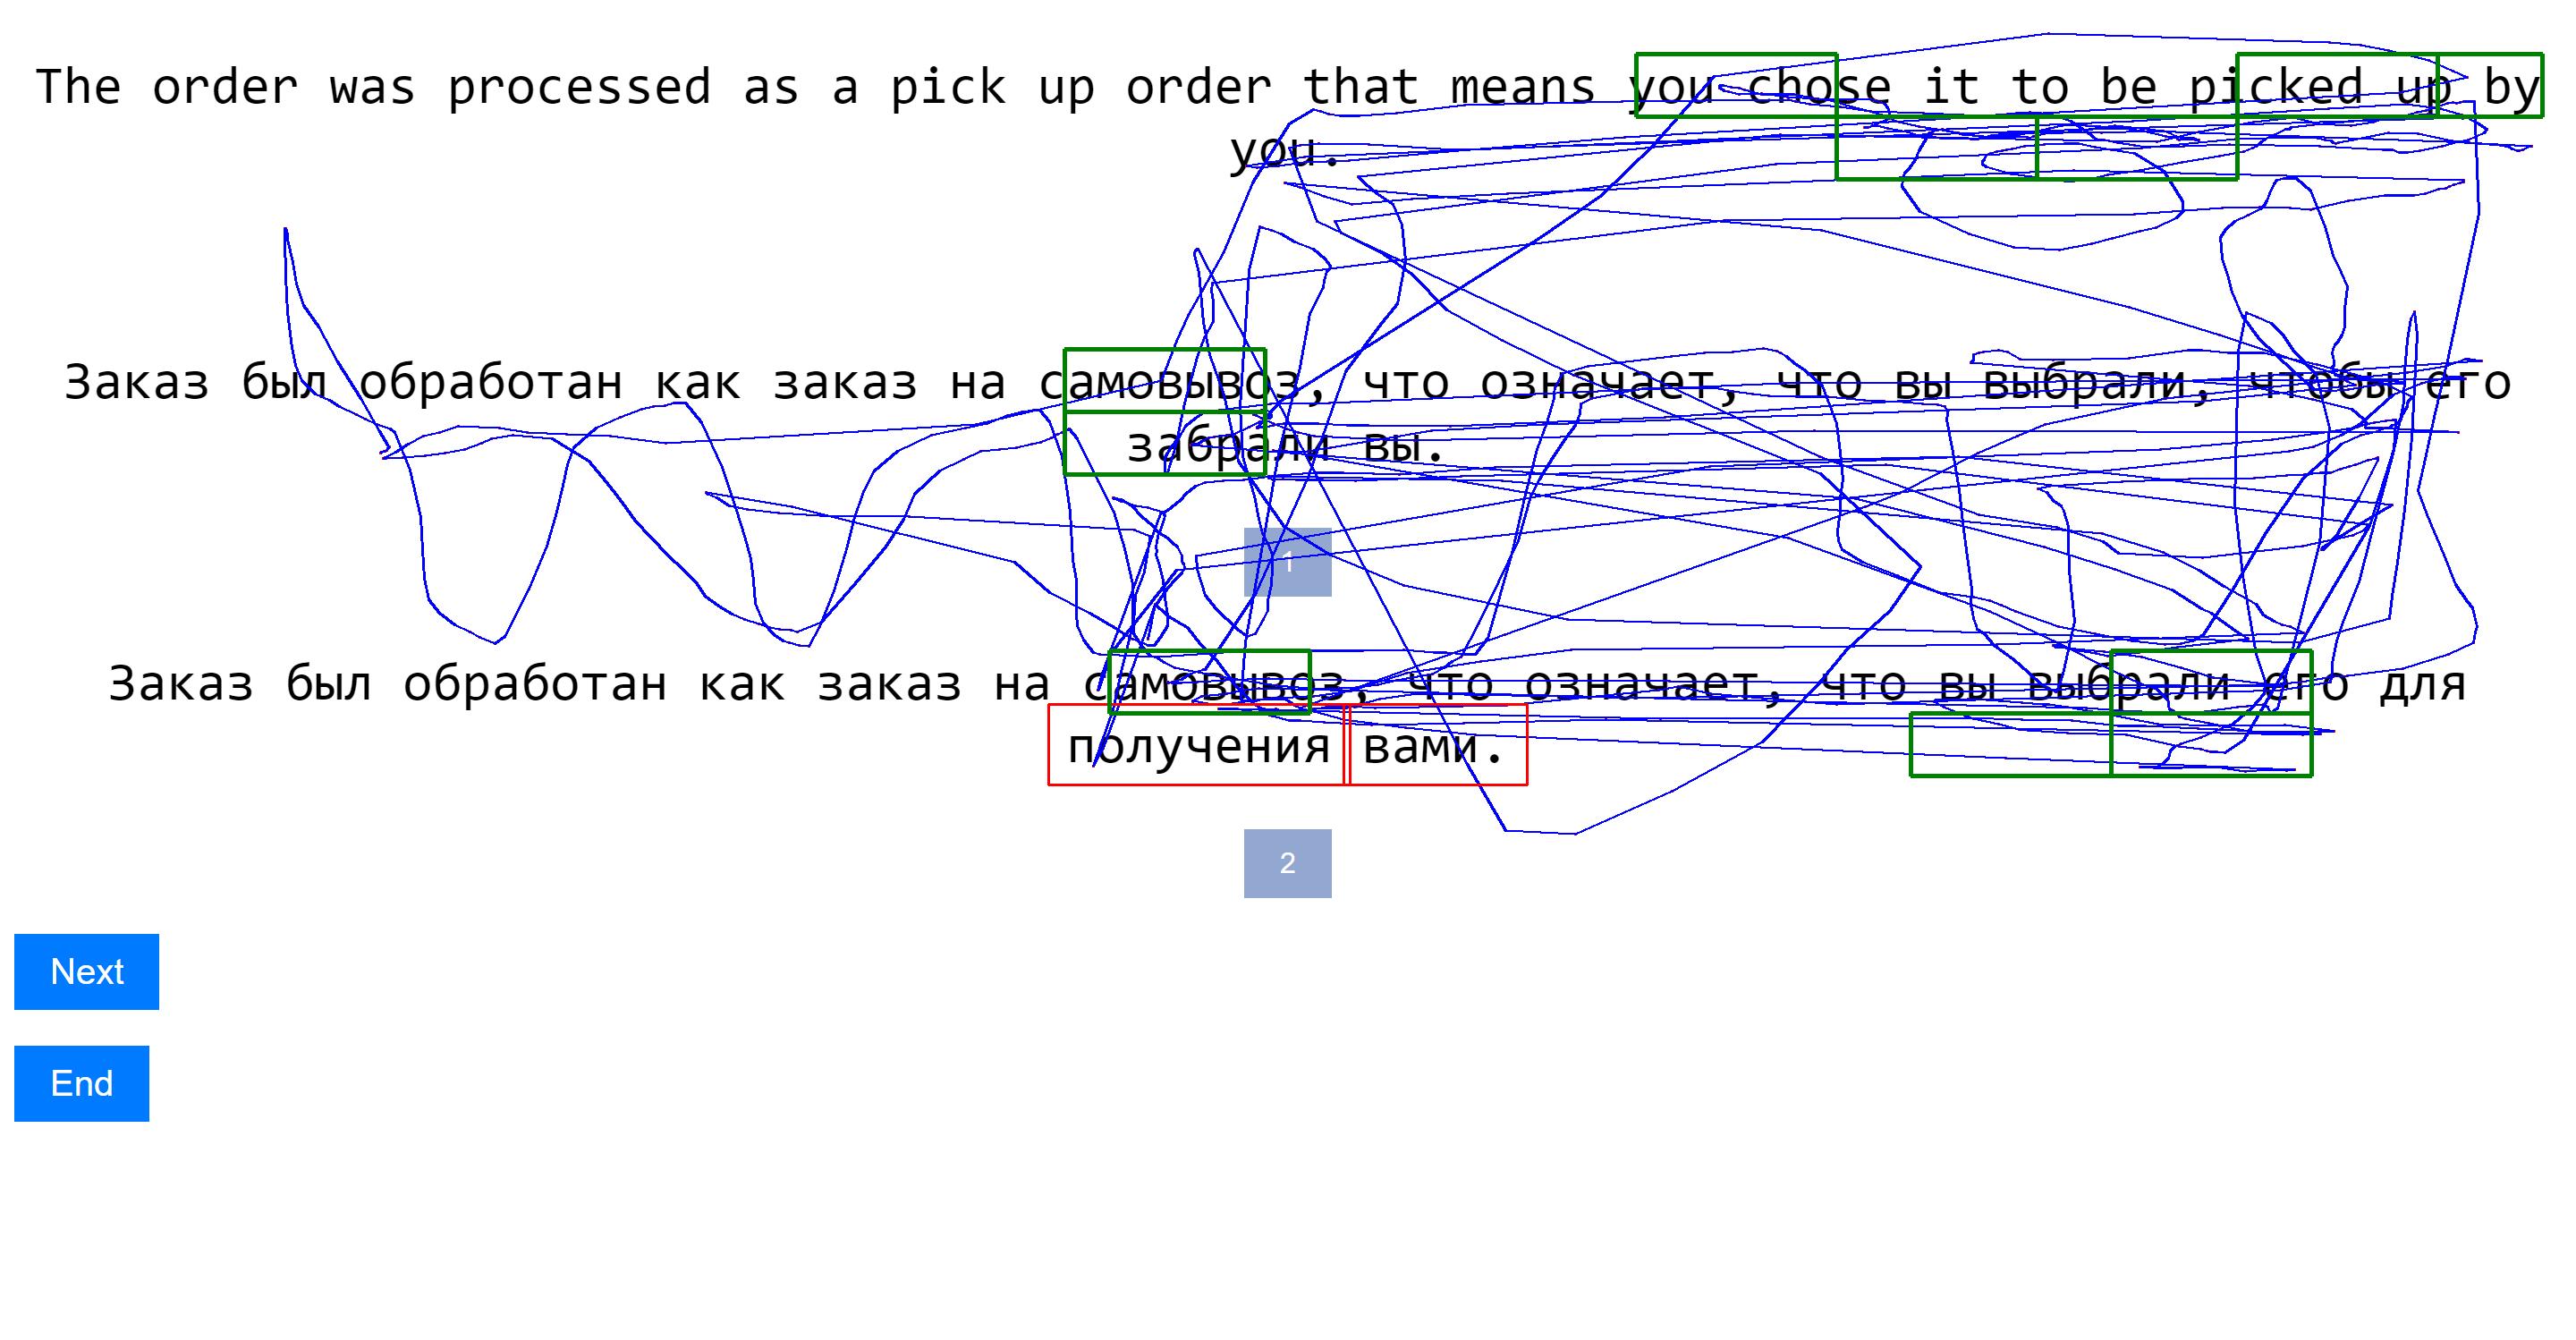 The order was processed as a pick up order that means you chose it to be picked up by
you.
Заказ был обработан как заказ на самовывоз, что означает, что вы выбрали, чтобы его
забрали вы.
1
Заказ был обработан как заказ на самовывоз, что означает, что вы выбрали его для
получения вами.
2
Next
End